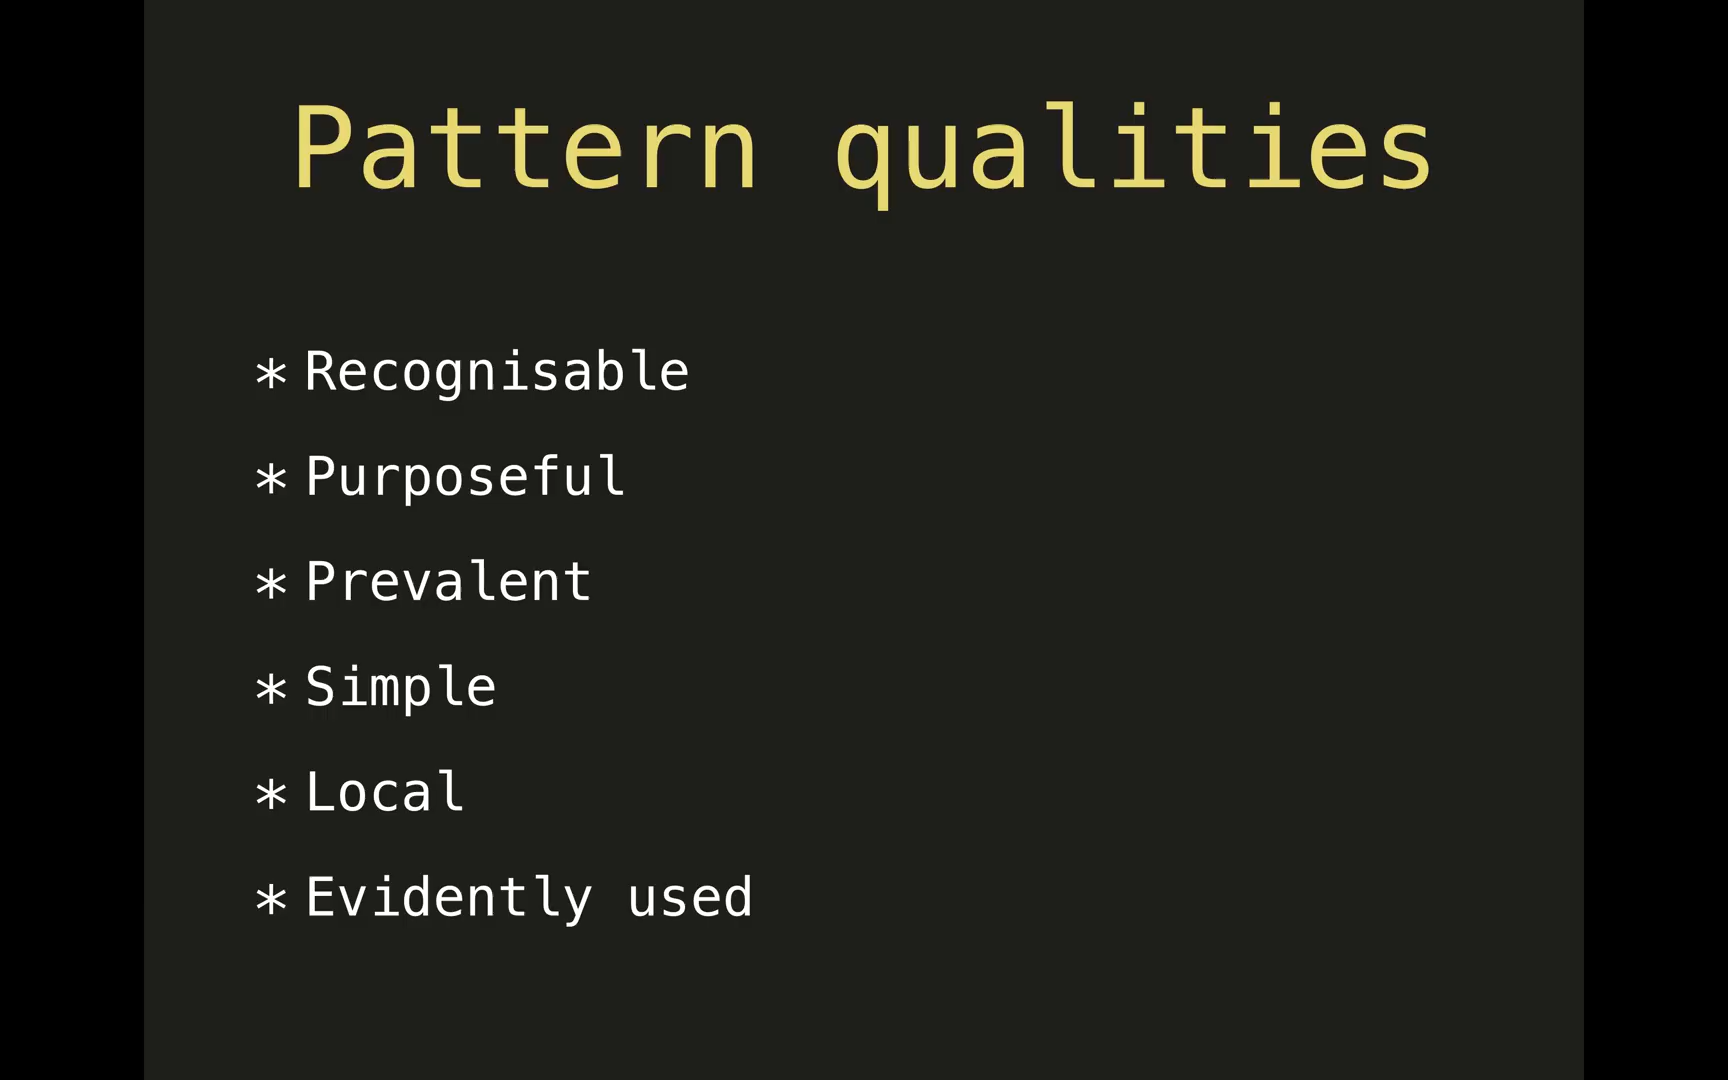 Pattern qualities
* Recognisable
* Purposeful
* Prevalent
* Simple
* Local
* Evidently used